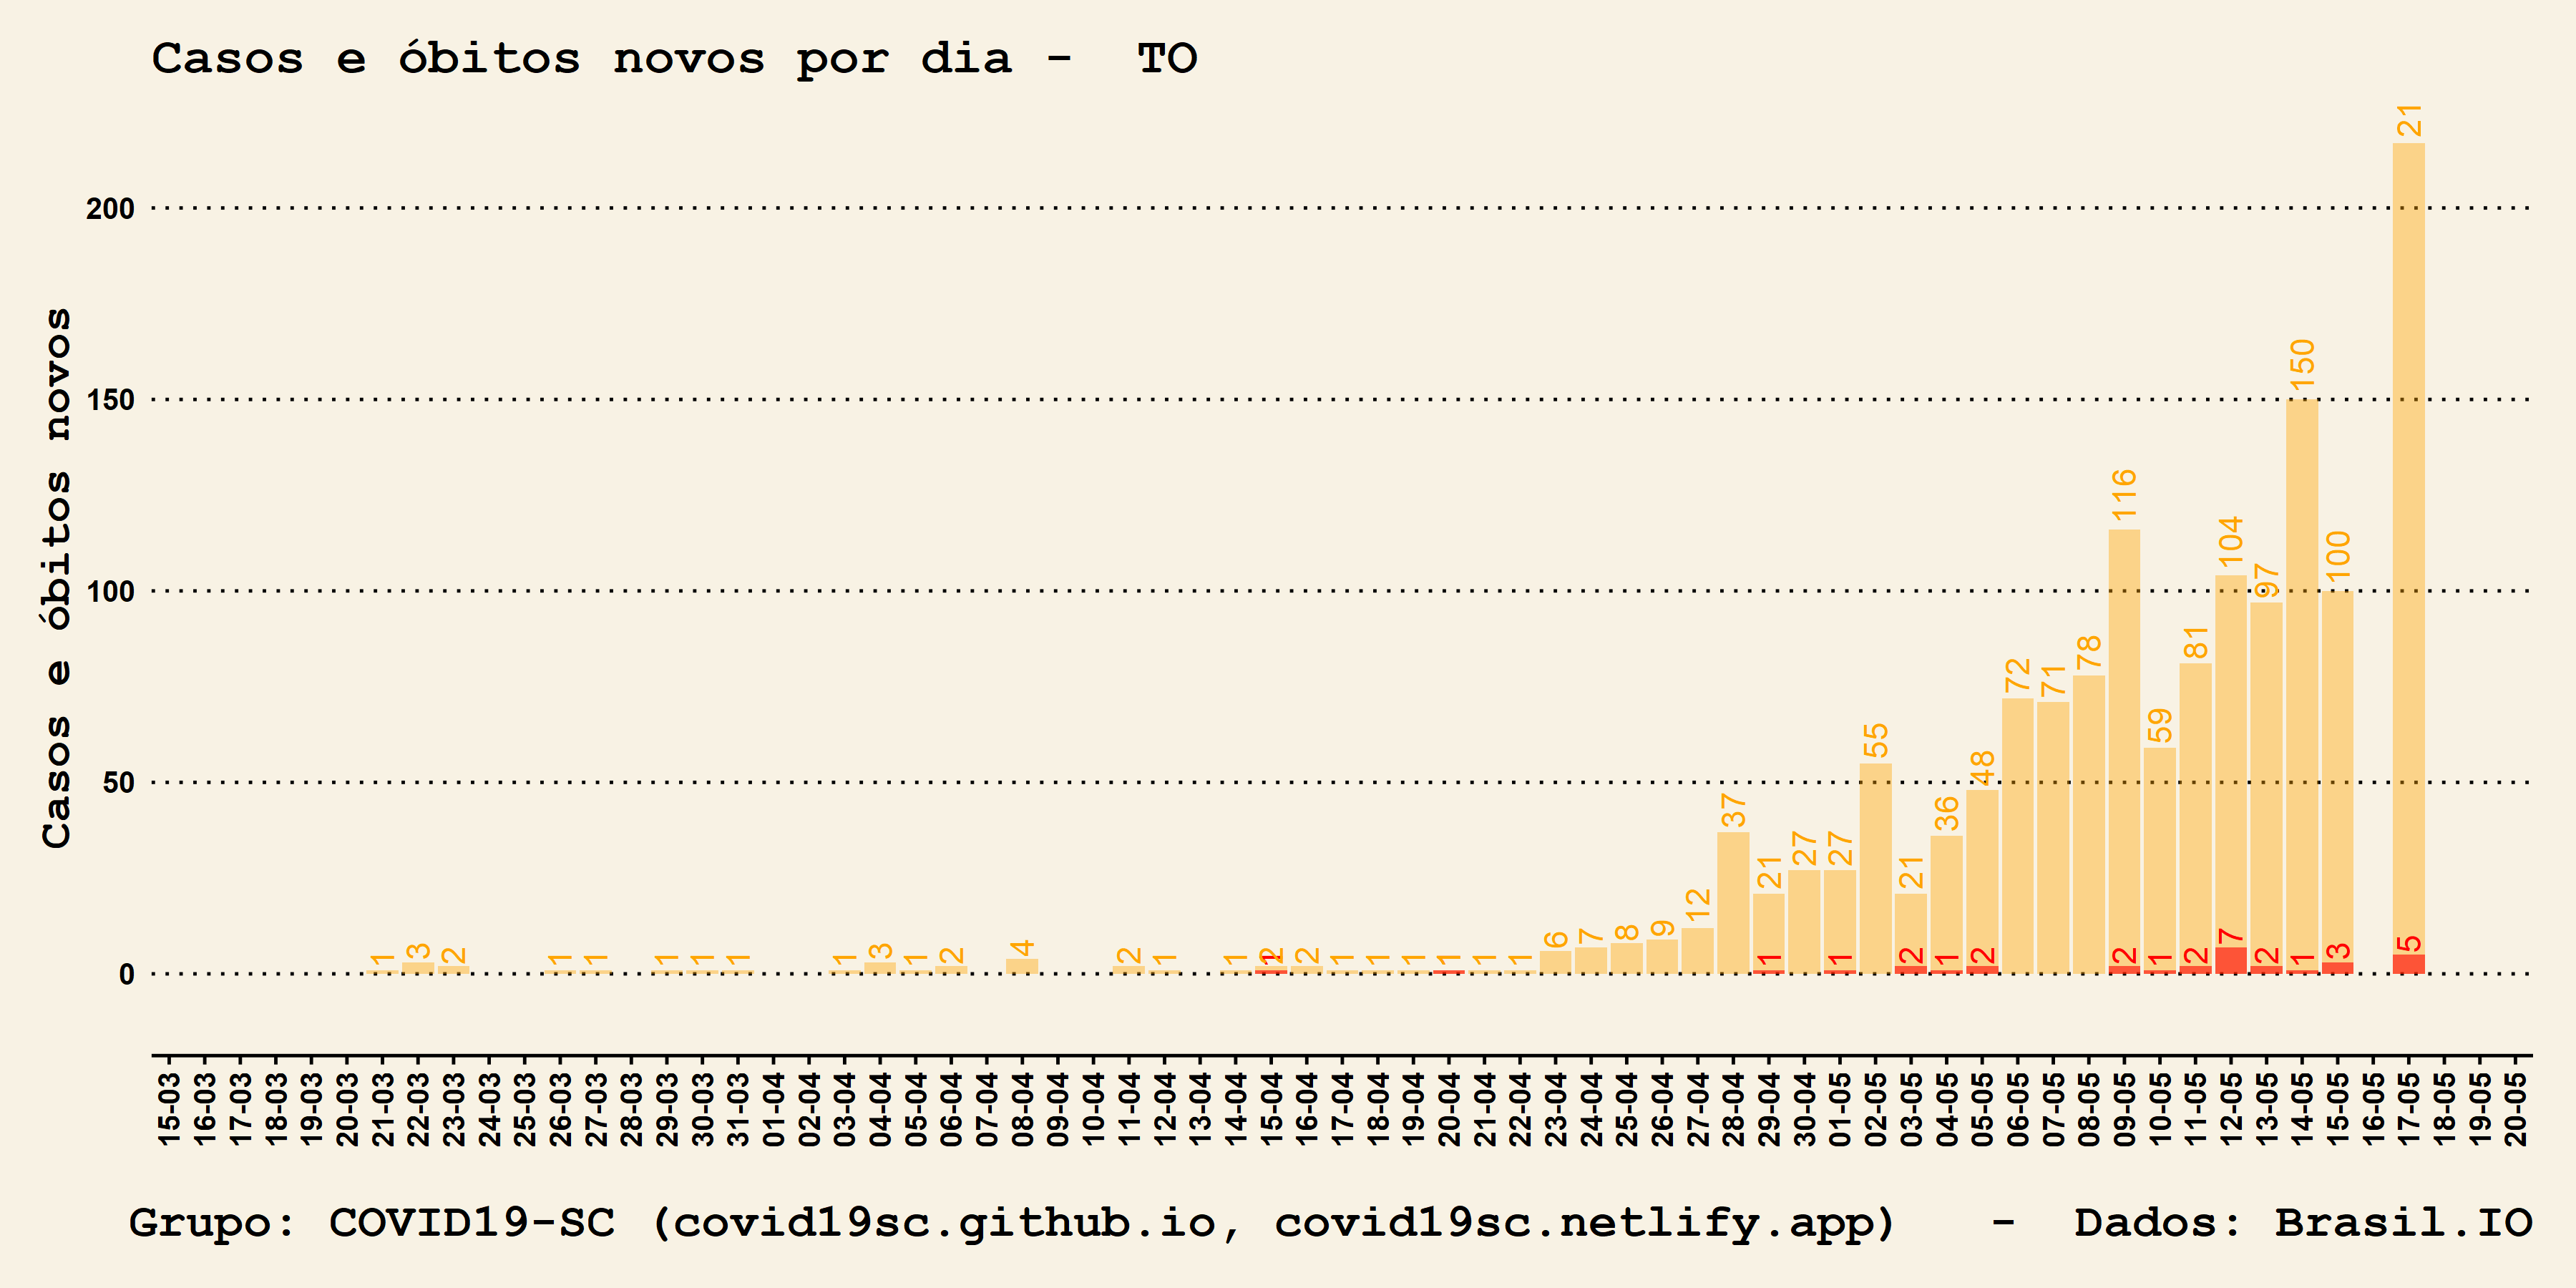 Casos e óbitos novos por dia - TO
Casos e óbitos novos
200
150
100
50
0
1 3 2 1 1 1 1 1 1 3 1 2 4 2 1 1 2 2 1 1 1 1 1 1 6 7 8 9 12 37 21 27 27 55 21 36 48 72 71 78 116 59 81 104 97 150 100 21
1 1 1 2 1 2 2 1 2 7 2 1 3 5
15-03 16-03 17-03 18-03 19-03 20-03 21-03 22-03 23-03 24-03 25-03 26-03 27-03 28-03 29-03 30-03 31-03 01-04 02-04 03-04 04-04 05-04 06-04 07-04 08-04 09-04 10-04 11-04 12-04 13-04 14-04 15-04 16-04 17-04 18-04 19-04 20-04 21-04 22-04 23-04 24-04 25-04 26-04 27-04 28-04 29-04 30-04 01-05 02-05 03-05 04-05 05-05 06-05 07-05 08-05 09-05 10-05 11-05 12-05 13-05 14-05 15-05 16-05 17-05 18-05 19-05 20-05
Grupo: COVID19-SC (covid19sc.github.io, covid19sc.netlify.app) - Dados: Brasil.IO